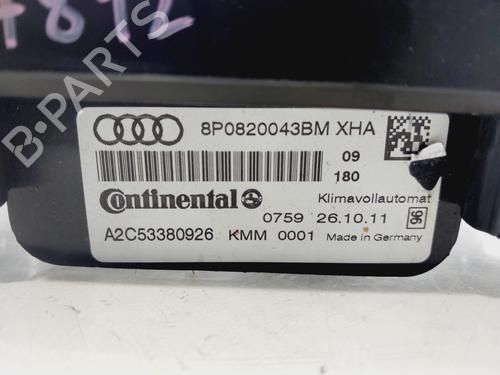 8P0820043BM XHA
09
180
Continental
Klimavollautomat
0759 26.10.11
A2C53380926 KMM 0001 Made in Germany
B-PARTS